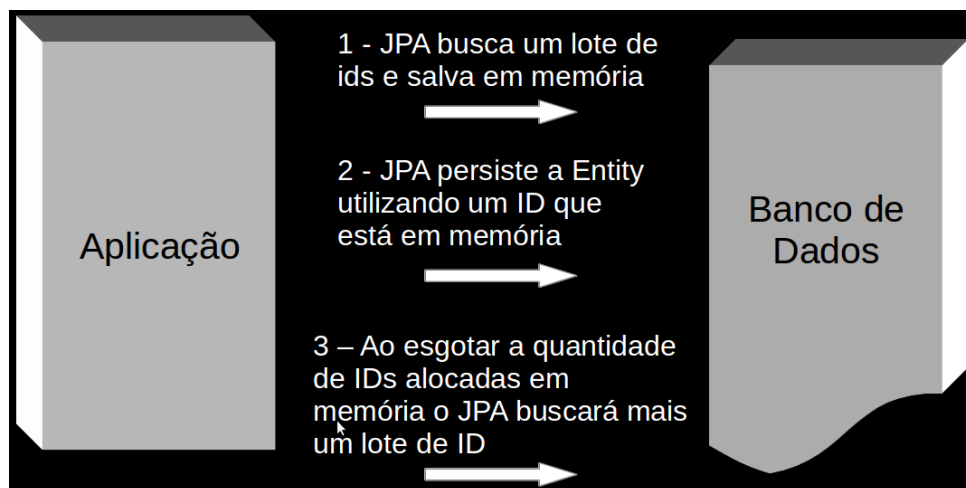 Aplicação
1 - JPA busca um lote de
ids e salva em memória
2 - JPA persiste a Entity
utilizando um ID que
está em memória
3 – Ao esgotar a quantidade
de IDs alocadas em
memória o JPA buscará mais
um lote de ID
Banco de
Dados